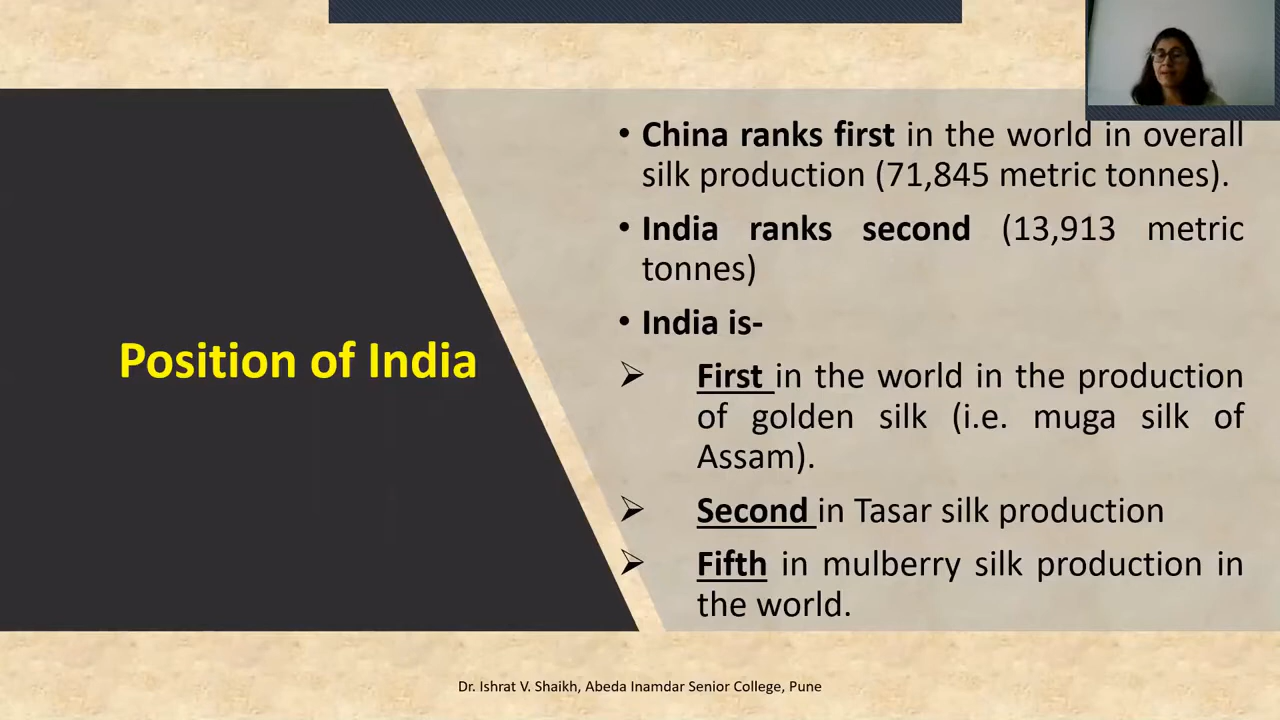 Position of India
• China ranks first in the world in overall
silk production (71,845 metric tonnes).
• India ranks second (13,913 metric
tonnes)
• India is-
➢ First in the world in the production
of golden silk (i.e. muga silk of
Assam).
➢ Second in Tasar silk production
➢ Fifth in mulberry silk production in
the world.
Dr. Ishrat V. Shaikh, Abeda Inamdar Senior College, Pune